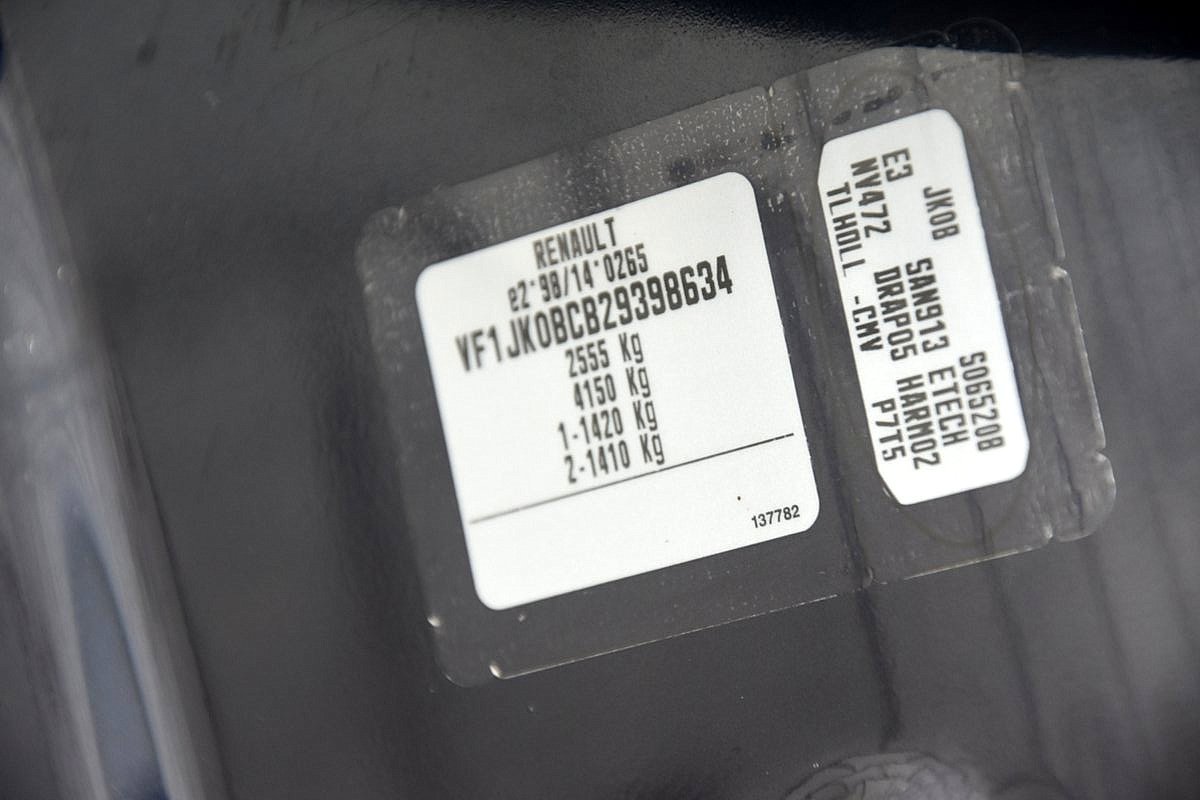 RENAULT
e2*98/14*0265
VF1JK0BCB29398634
2555 Kg
4150 Kg
1-1420 Kg
2-1410 Kg
137782
JK0B S065208
E3 SAN913 ETECH
NV472 DRAP05 HARM02
TLHOLL -CMV P7T5